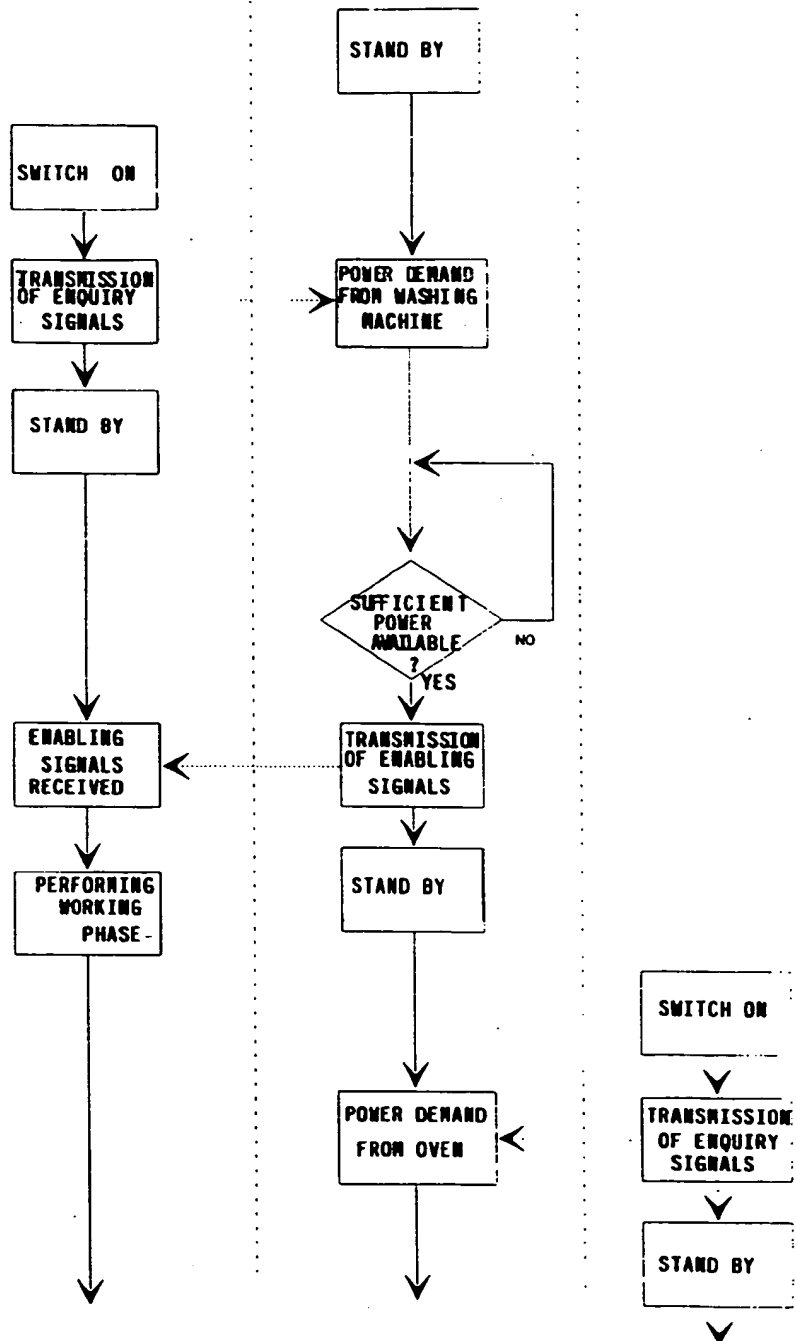 STAND BY
SWITCH ON
TRANSMISSION
OF ENQUIRY
SIGNALS
POWER DEMAND
FROM WASHING
MACHINE
STAND BY
SUFFICIENT
POWER
AVAILABLE
?
NO
YES
ENABLING
SIGNALS
RECEIVED
TRANSMISSION
OF ENABLING
SIGNALS
PERFORMING
WORKING
PHASE
STAND BY
SWITCH ON
POWER DEMAND
FROM OVEN
TRANSMISSION
OF ENQUIRY
SIGNALS
STAND BY